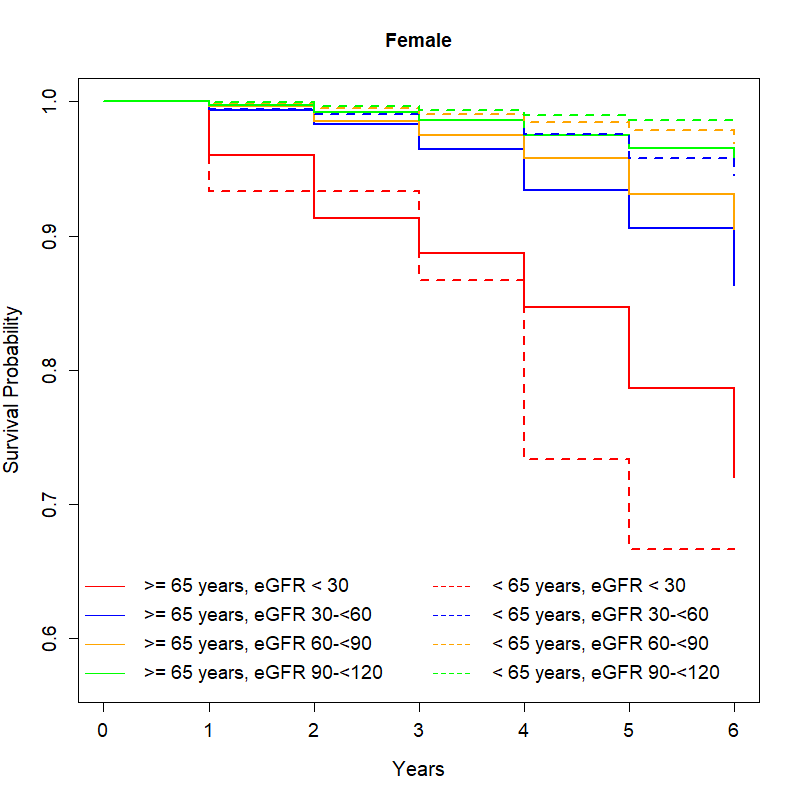 Female
1.0
0.9
0.8
0.7
0.6
Survival Probability
>= 65 years, eGFR < 30
< 65 years, eGFR < 30
>= 65 years, eGFR 30-<60
< 65 years, eGFR 30-<60
>= 65 years, eGFR 60-<90
< 65 years, eGFR 60-<90
>= 65 years, eGFR 90-<120
< 65 years, eGFR 90-<120
0 1 2 3 4 5 6
Years